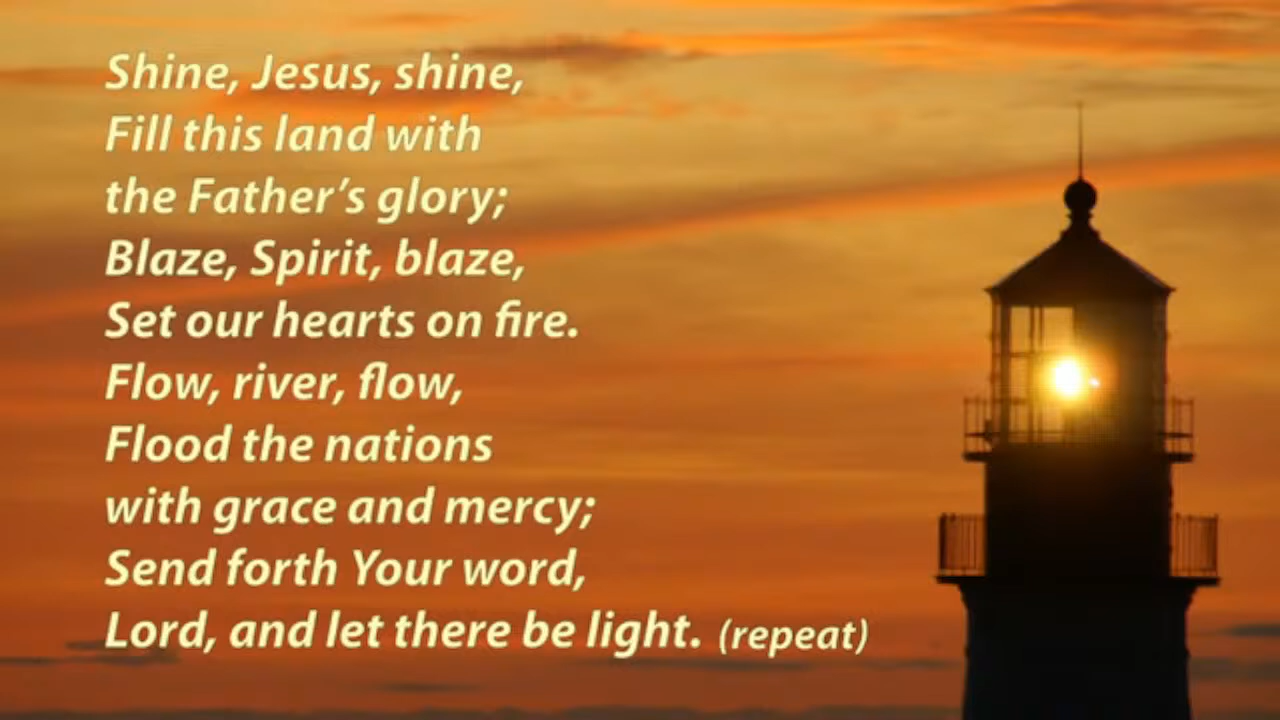 Shine, Jesus, shine,
Fill this land with
the Father's glory;
Blaze, Spirit, blaze,
Set our hearts on fire.
Flow, river, flow,
Flood the nations
with grace and mercy;
Send forth Your word,
Lord, and let there be light. (repeat)